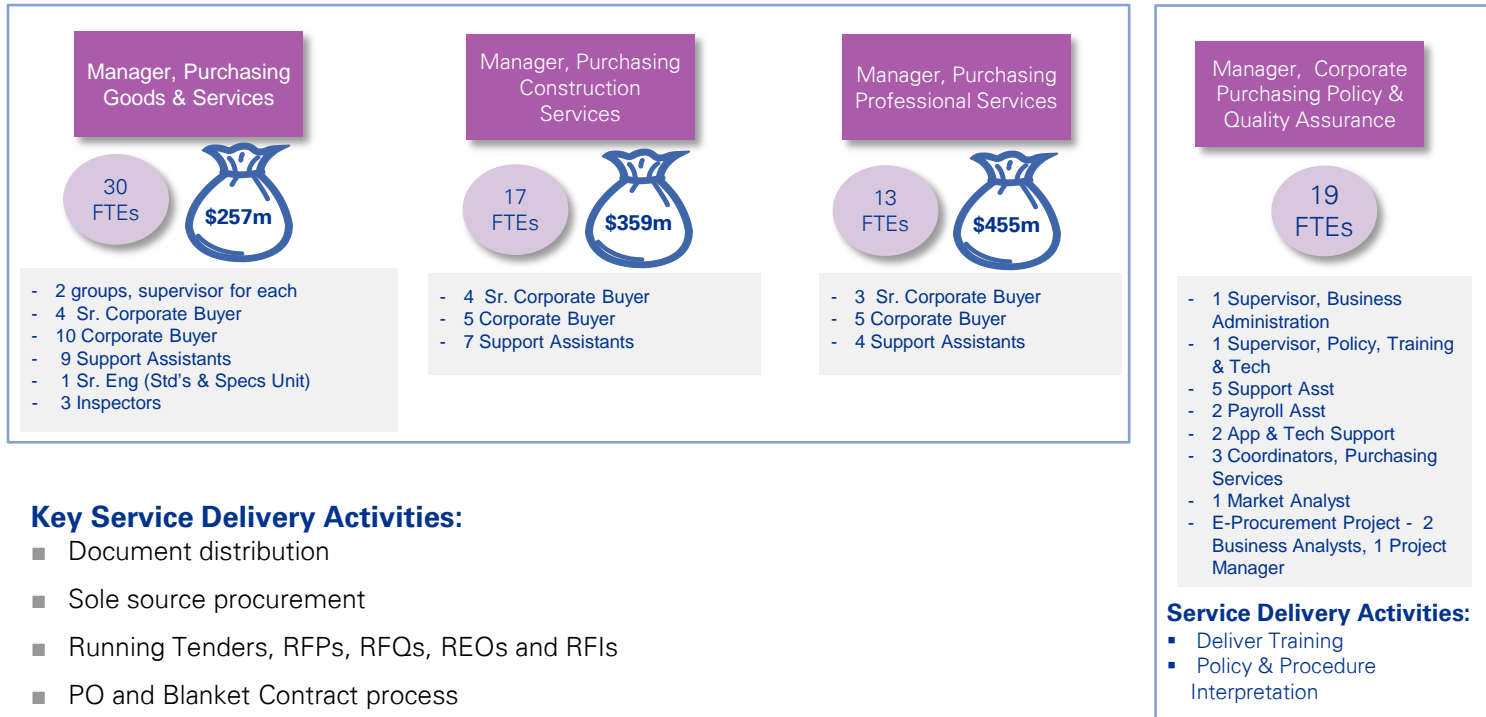 Manager, Purchasing
Goods & Services
30
FTEs
$257m
- 2 groups, supervisor for each
- 4 Sr. Corporate Buyer
- 10 Corporate Buyer
- 9 Support Assistants
- 1 Sr. Eng (Std's & Specs Unit)
- 3 Inspectors
Manager, Purchasing
Construction
Services
17
FTEs
$359m
- 4 Sr. Corporate Buyer
- 5 Corporate Buyer
- 7 Support Assistants
Manager, Purchasing
Professional Services
13
FTEs
$455m
- 3 Sr. Corporate Buyer
- 5 Corporate Buyer
- 4 Support Assistants
Manager, Corporate
Purchasing Policy &
Quality Assurance
19
FTEs
- 1 Supervisor, Business
Administration
- 1 Supervisor, Policy, Training
& Tech
- 5 Support Asst
- 2 Payroll Asst
- 2 App & Tech Support
- 3 Coordinators, Purchasing
Services
- 1 Market Analyst
- E-Procurement Project - 2
Business Analysts, 1 Project
Manager
Service Delivery Activities:
▪ Deliver Training
▪ Policy & Procedure
Interpretation
Key Service Delivery Activities:
■ Document distribution
■ Sole source procurement
■ Running Tenders, RFPs, RFQs, REOs and RFIs
■ PO and Blanket Contract process